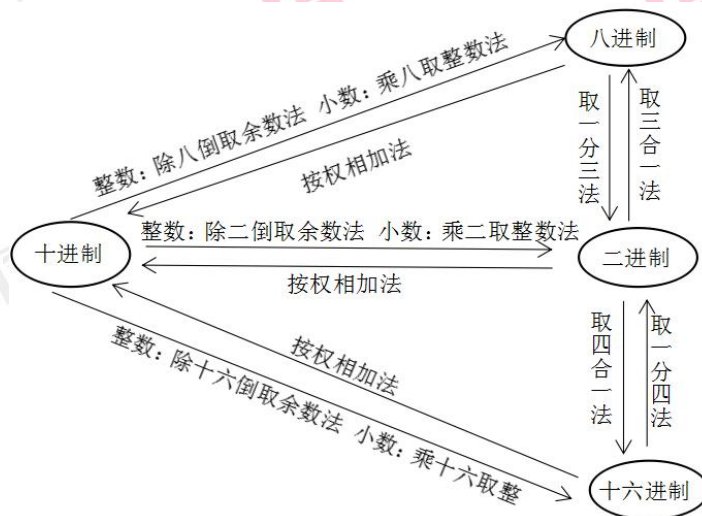 八进制
整数：除八倒取余数法 小数：乘八取整数法
按权相加法
取一分三法
取三合一法
十进制
整数：除二倒取余数法 小数：乘二取整数法
按权相加法
二进制
按权相加法
整数：除十六倒取余数法 小数：乘十六取整
取四合一法
取一分四法
十六进制